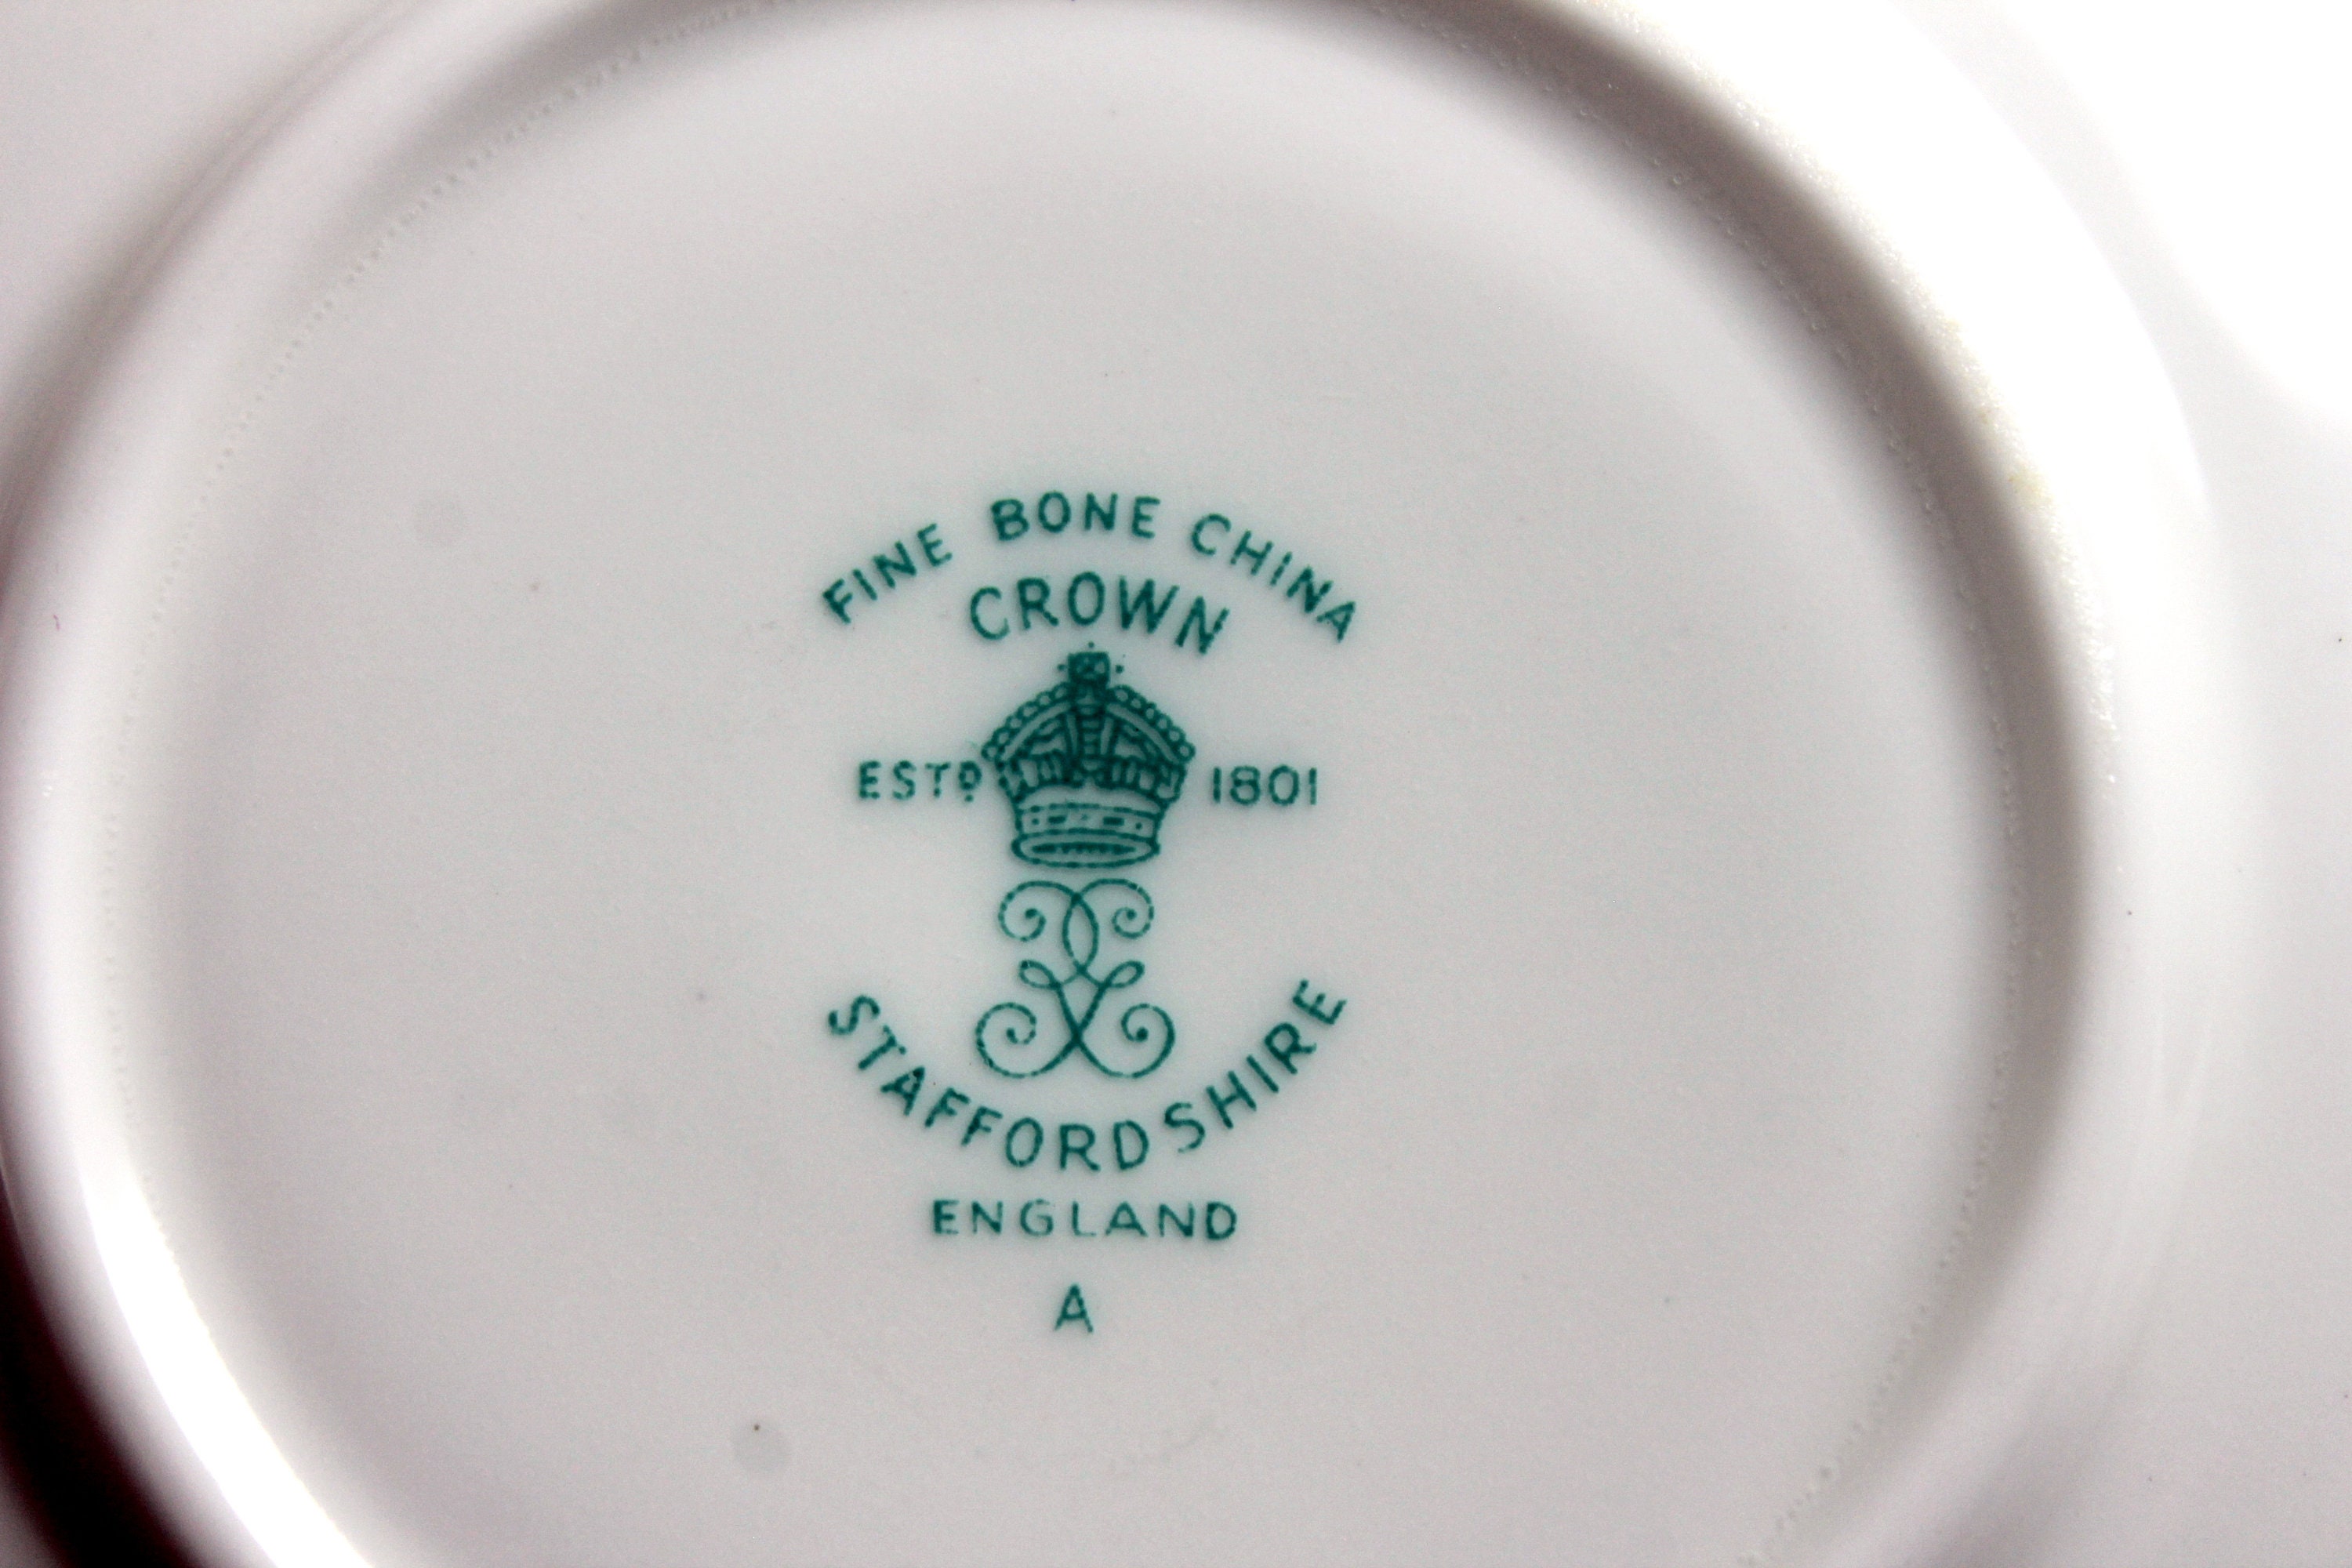 FINE BONE CHINA
CROWN
ESTD 1801
STAFFORDSHIRE
ENGLAND
A